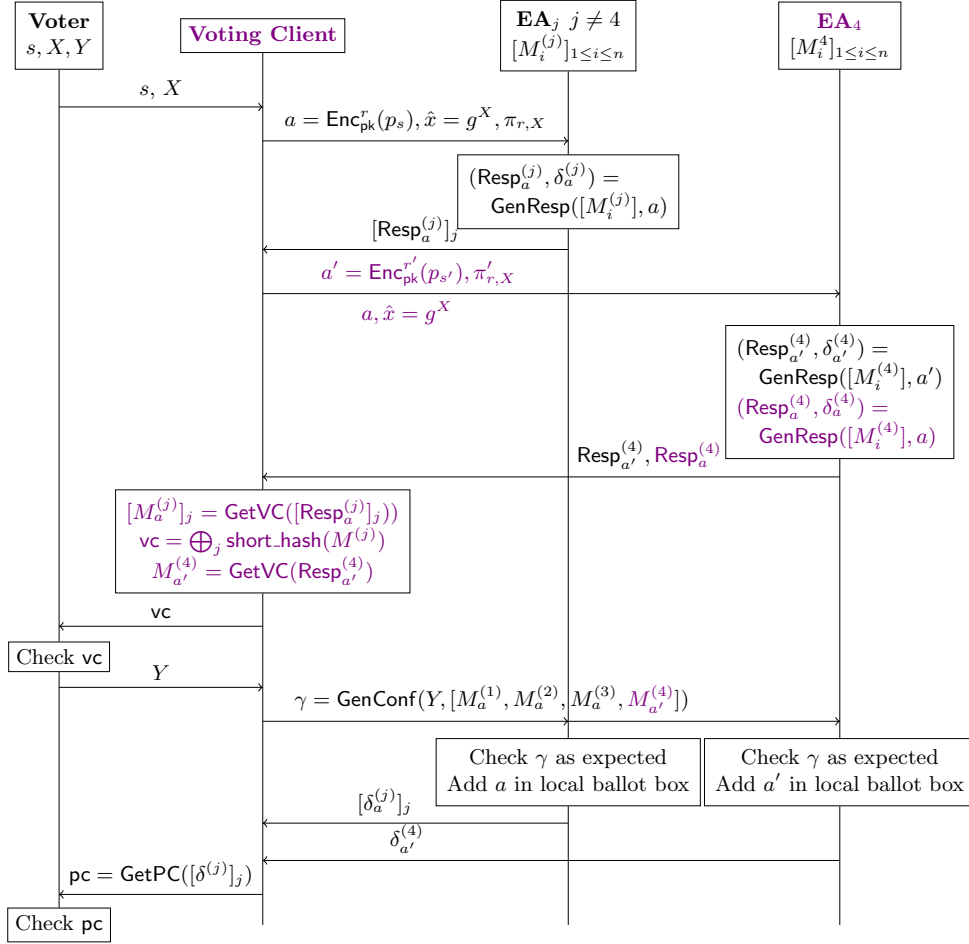 Voter
s, X, Y
Voting Client
EA_j j ≠ 4
[M_i^{(j)}]_{1≤i≤n}
EA_4
[M_i^4]_{1≤i≤n}
s, X
a = Enc_{pk}^r(p_s), x̂ = g^X, π_{r,X}
(Resp_a^{(j)}, δ_a^{(j)}) =
GenResp([M_i^{(j)}], a)
[Resp_a^{(j)}]_j
a′ = Enc_{pk}^{r′}(p_{s′}), π′_{r,X}
a, x̂ = g^X
(Resp_{a′}^{(4)}, δ_{a′}^{(4)}) =
GenResp([M_i^{(4)}], a′)
(Resp_a^{(4)}, δ_a^{(4)}) =
GenResp([M_i^{(4)}], a)
Resp_{a′}^{(4)}, Resp_a^{(4)}
[M_a^{(j)}]_j = GetVC([Resp_a^{(j)}]_j))
vc = ⨁_j short_hash(M^{(j)})
M_{a′}^{(4)} = GetVC(Resp_{a′}^{(4)})
vc
Check vc
Y
γ = GenConf(Y, [M_a^{(1)}, M_a^{(2)}, M_a^{(3)}, M_{a′}^{(4)}])
Check γ as expected
Add a in local ballot box
Check γ as expected
Add a′ in local ballot box
[δ_a^{(j)}]_j
δ_{a′}^{(4)}
pc = GetPC([δ^{(j)}]_j)
Check pc